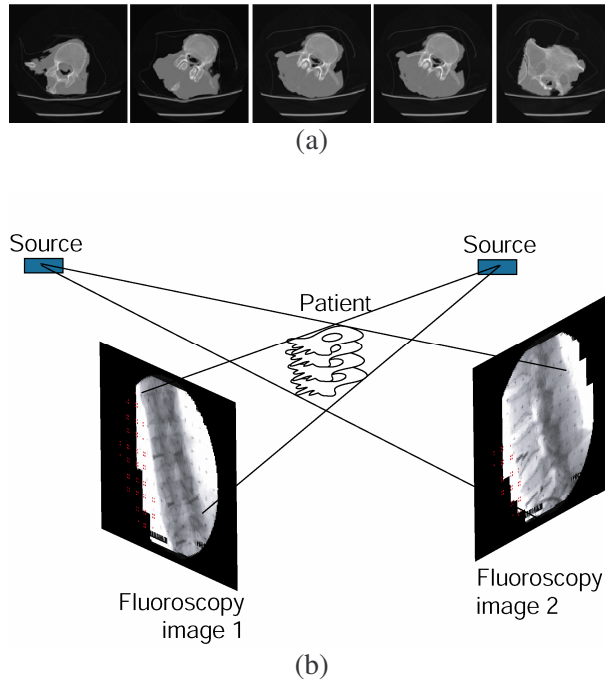 (a)
Source
Source
Patient
Fluoroscopy
image 1
Fluoroscopy
image 2
(b)